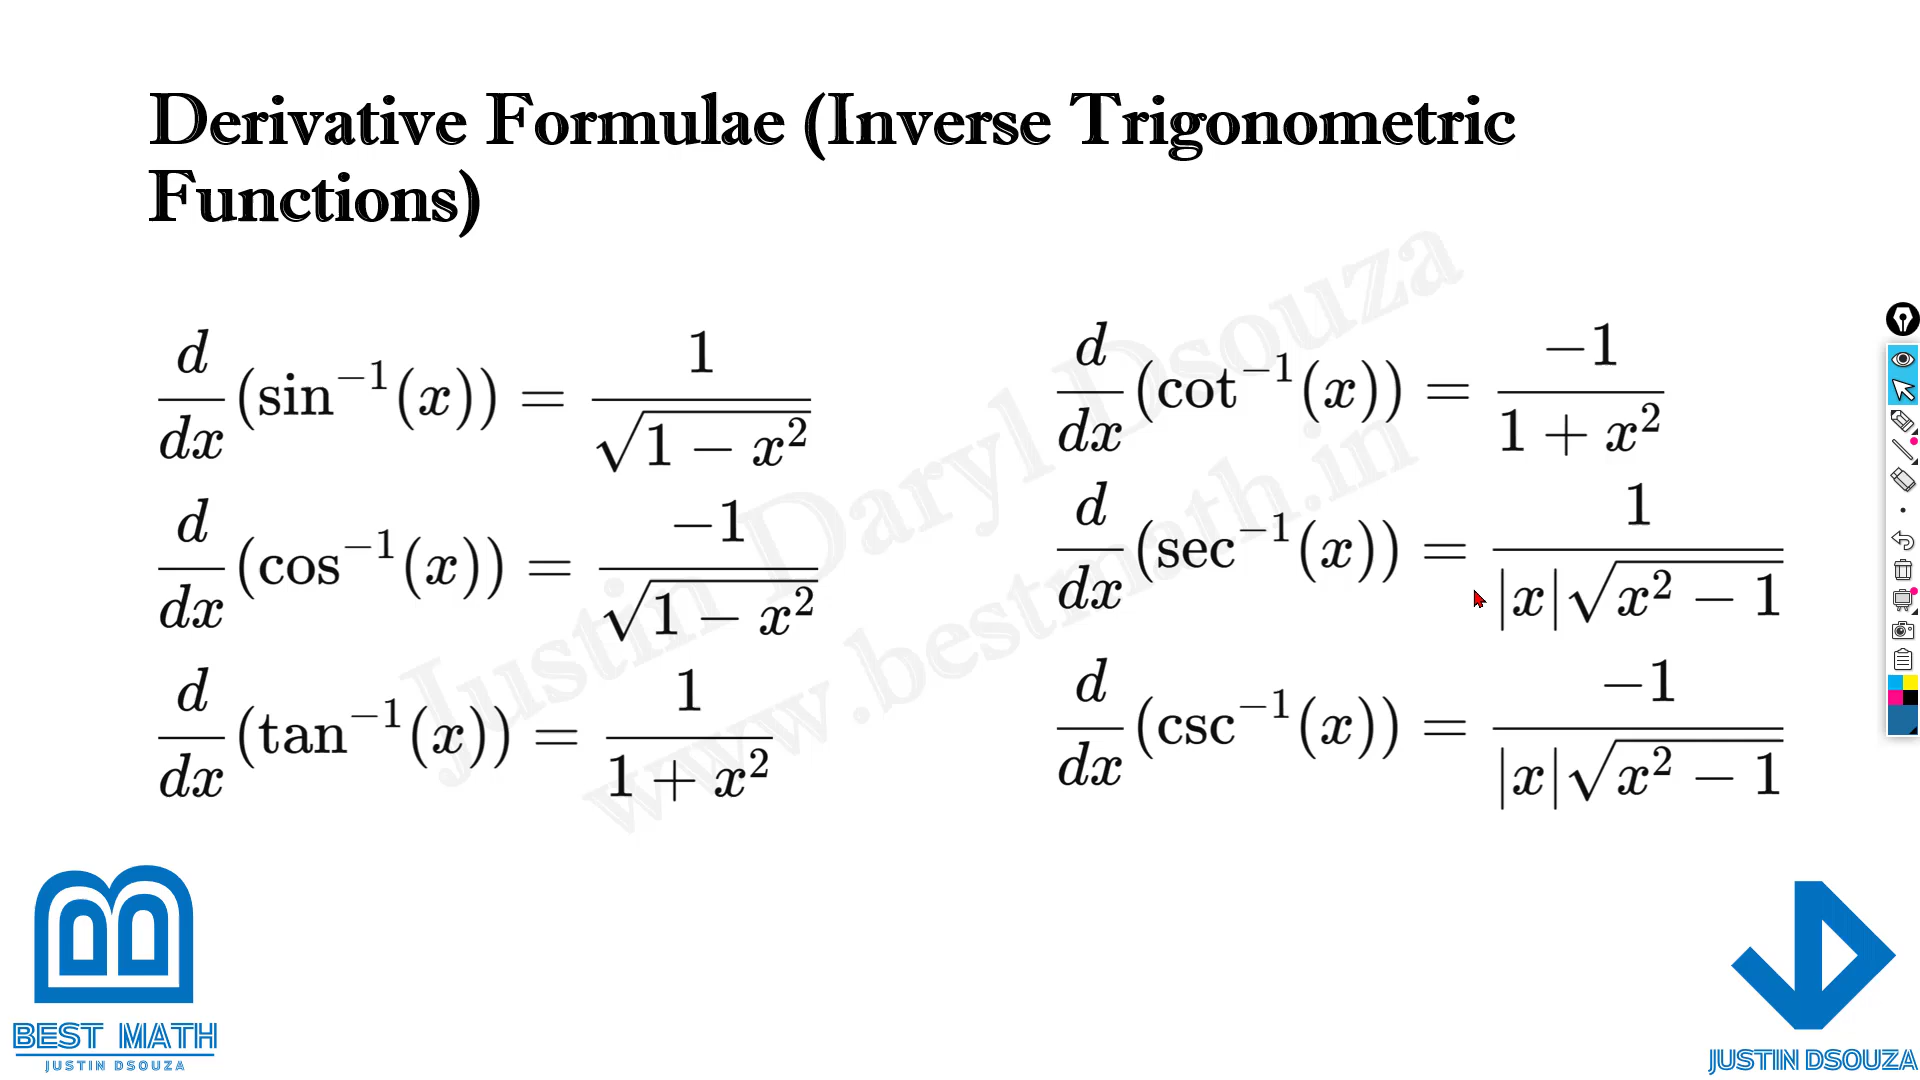 Derivative Formulae (Inverse Trigonometric
Functions)
d/dx (sin⁻¹(x)) = 1/√(1 − x²)
d/dx (cos⁻¹(x)) = −1/√(1 − x²)
d/dx (tan⁻¹(x)) = 1/(1 + x²)
d/dx (cot⁻¹(x)) = −1/(1 + x²)
d/dx (sec⁻¹(x)) = 1/(|x|√(x² − 1))
d/dx (csc⁻¹(x)) = −1/(|x|√(x² − 1))
Justin Daryl Dsouza
www.bestmath.in
BEST MATH
JUSTIN DSOUZA
JUSTIN DSOUZA